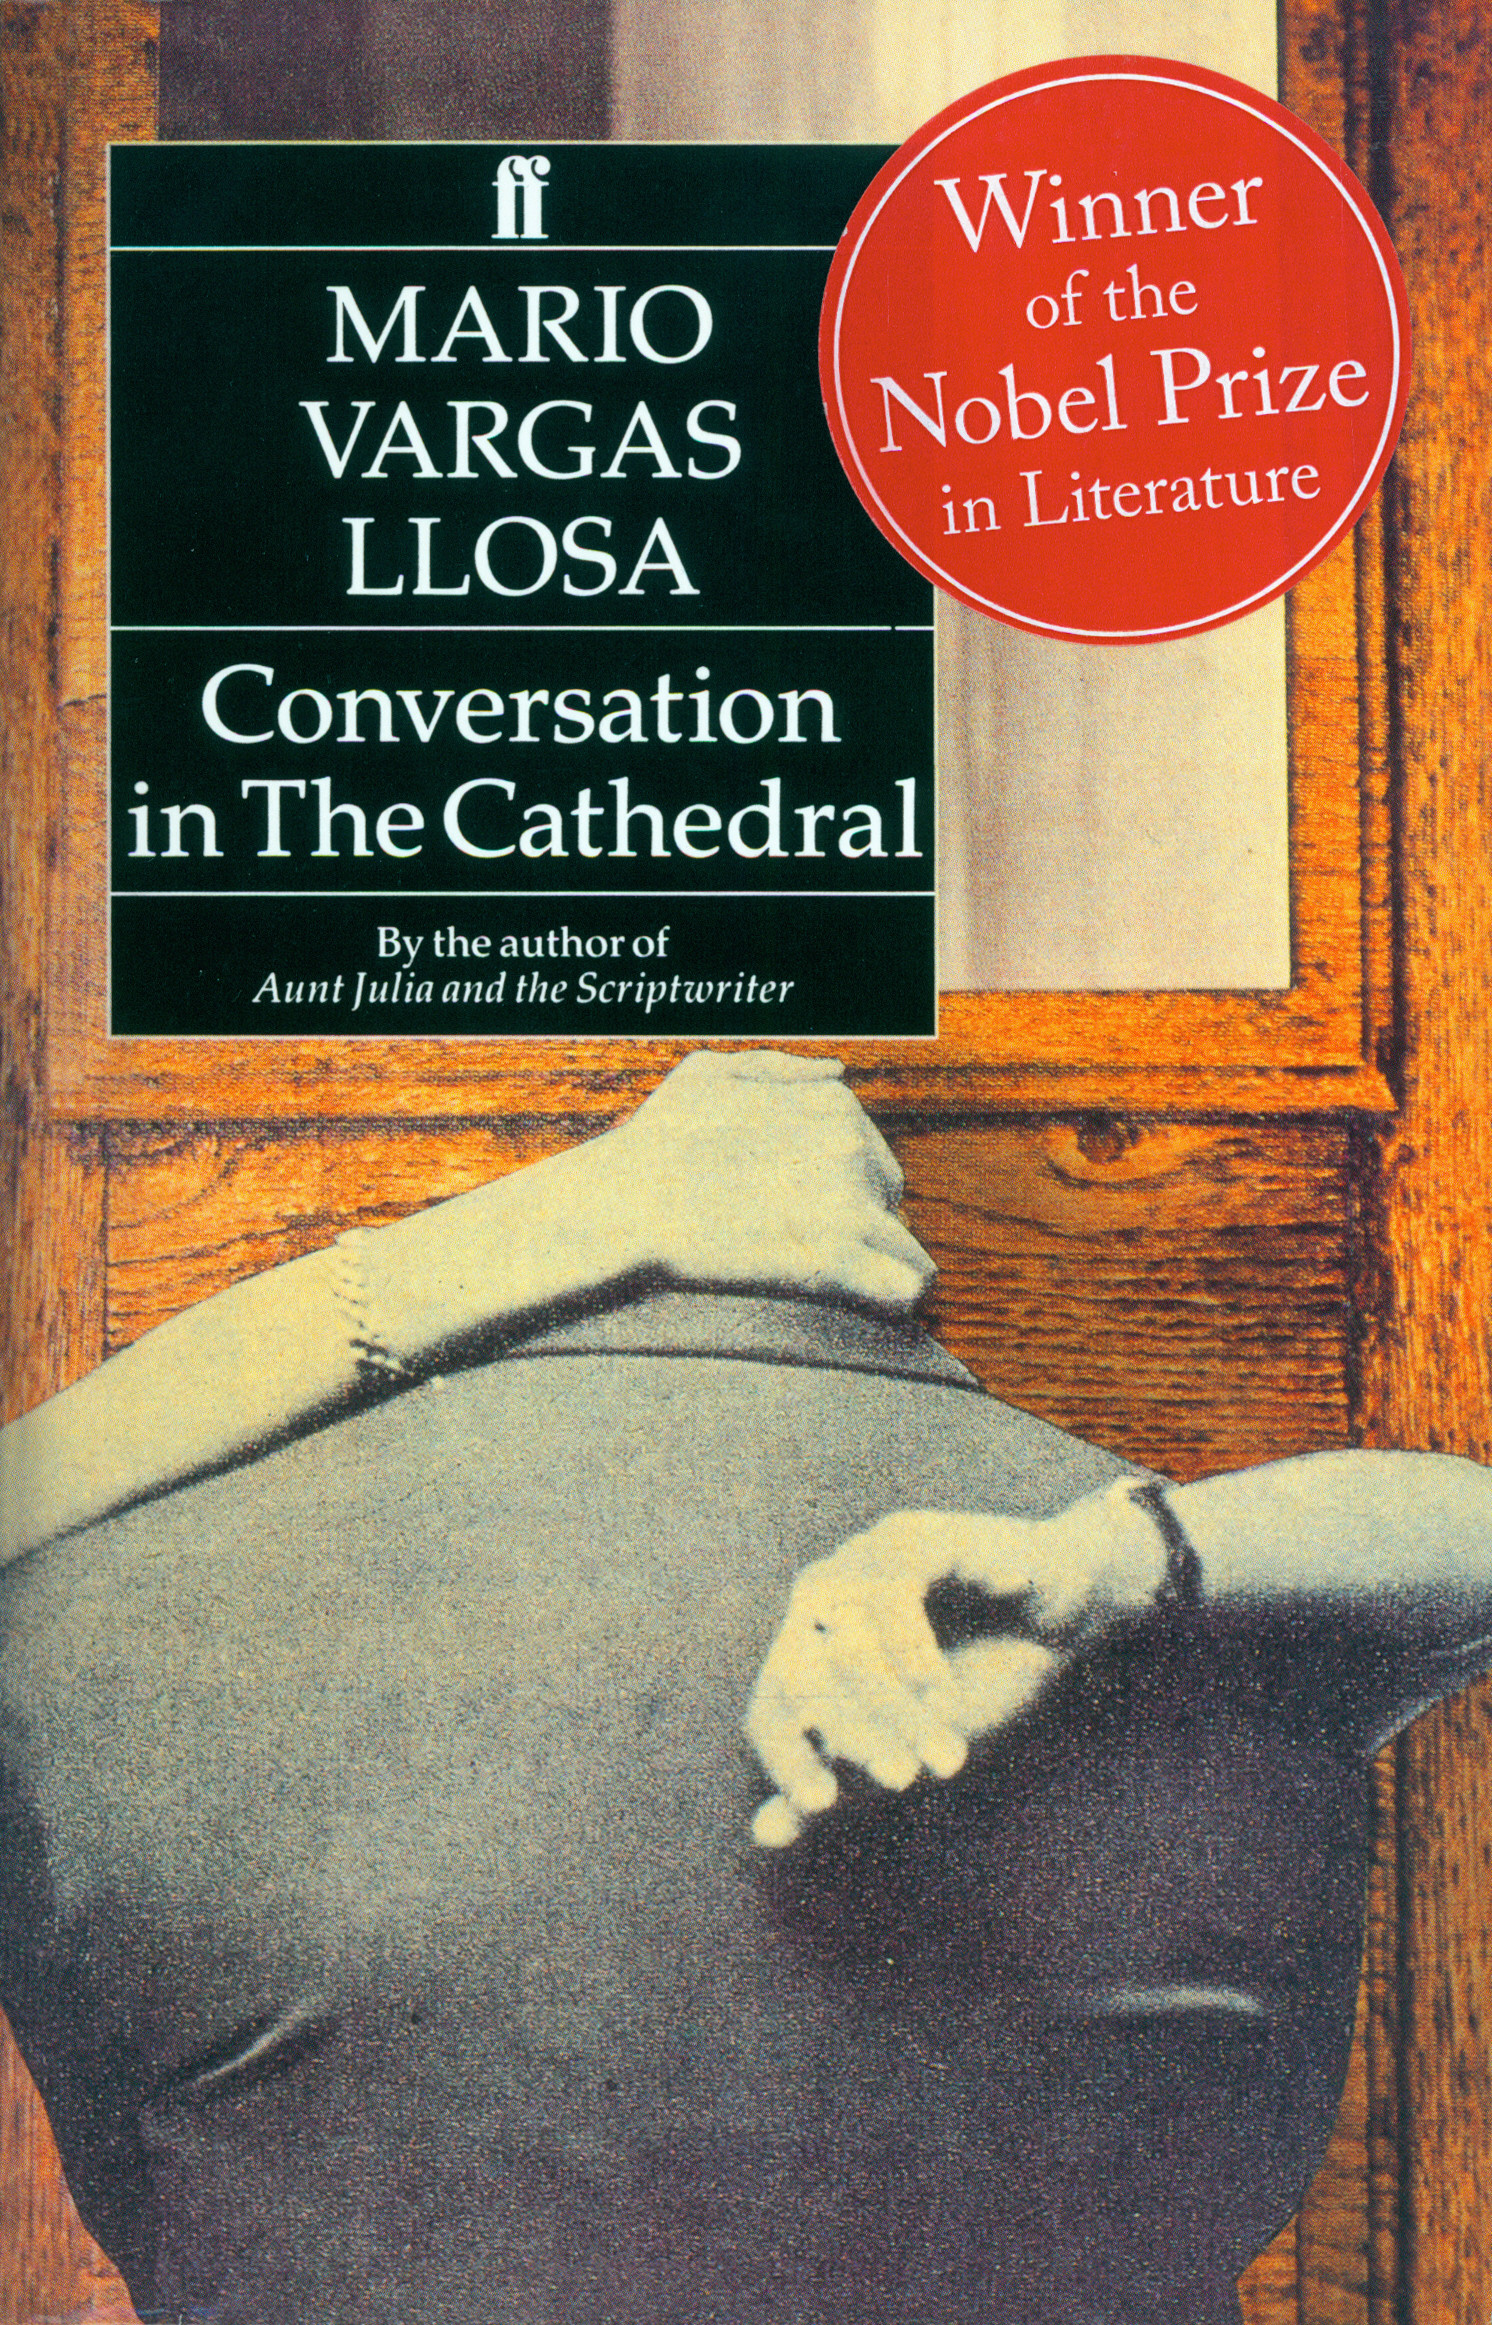 ff
MARIO
VARGAS
LLOSA
Conversation
in The Cathedral
By the author of
Aunt Julia and the Scriptwriter
Winner
of the
Nobel Prize
in Literature